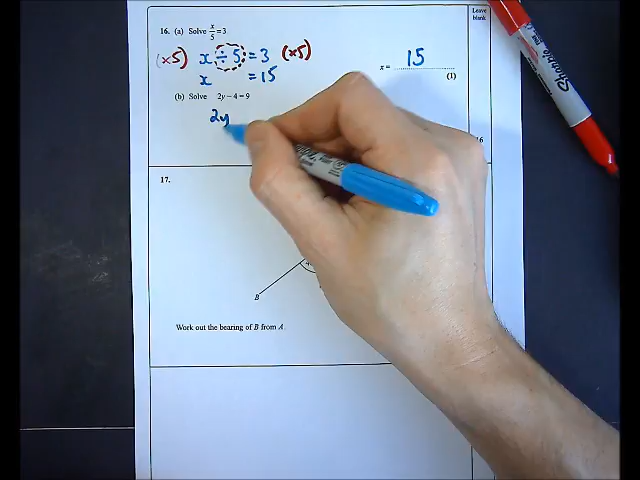 Leave
blank
16. (a) Solve x/5 = 3
(×5) x ÷ 5 = 3 (×5)
x = 15
x = 15
(1)
(b) Solve 2y − 4 = 9
2y
16
17.
B
Work out the bearing of B from A.
Sharpie